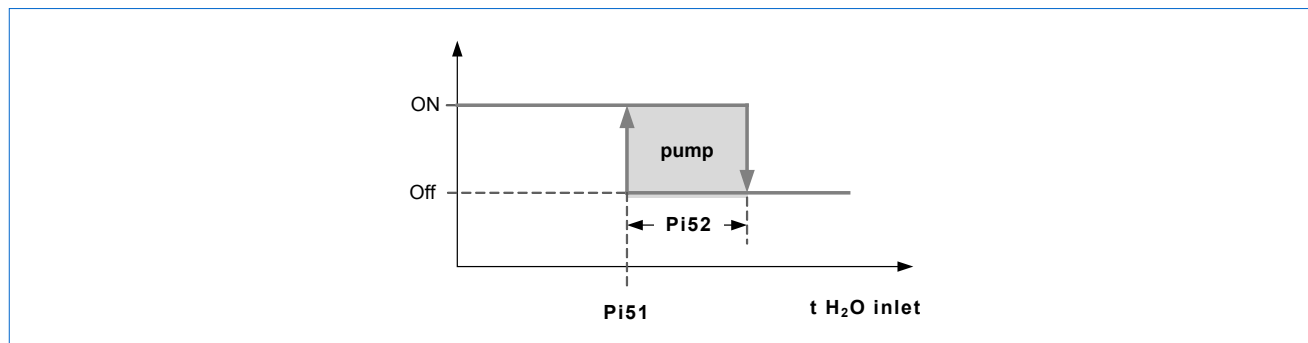 ON
pump
Off
Pi52
Pi51
t H₂O inlet